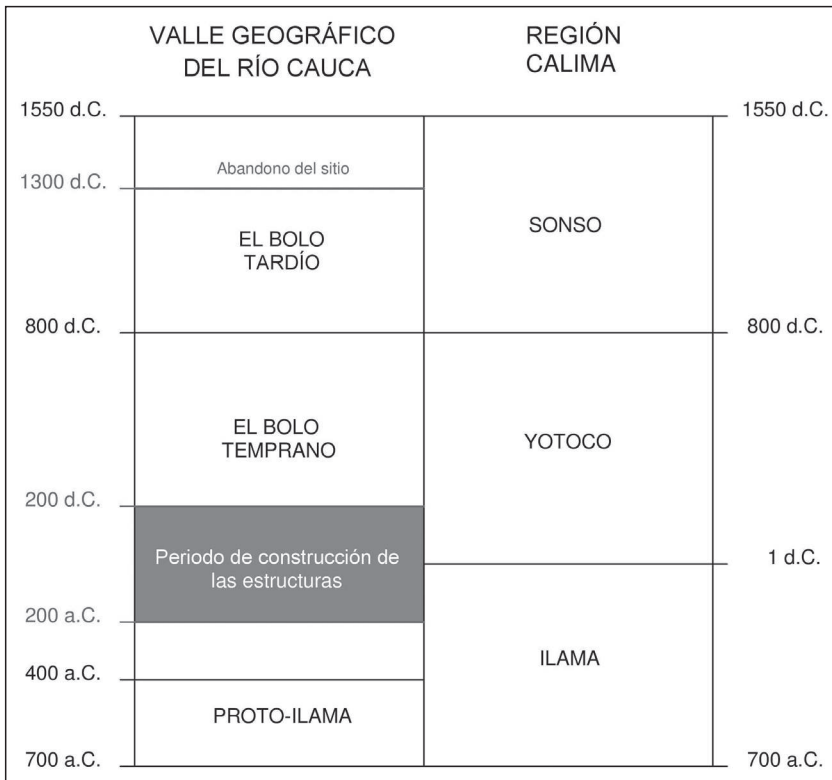 VALLE GEOGRÁFICO
DEL RÍO CAUCA
REGIÓN
CALIMA
1550 d.C.
1550 d.C.
Abandono del sitio
1300 d.C.
EL BOLO
TARDÍO
SONSO
800 d.C.
800 d.C.
EL BOLO
TEMPRANO
YOTOCO
200 d.C.
Periodo de construcción de
las estructuras
1 d.C.
200 a.C.
ILAMA
400 a.C.
PROTO-ILAMA
700 a.C.
700 a.C.